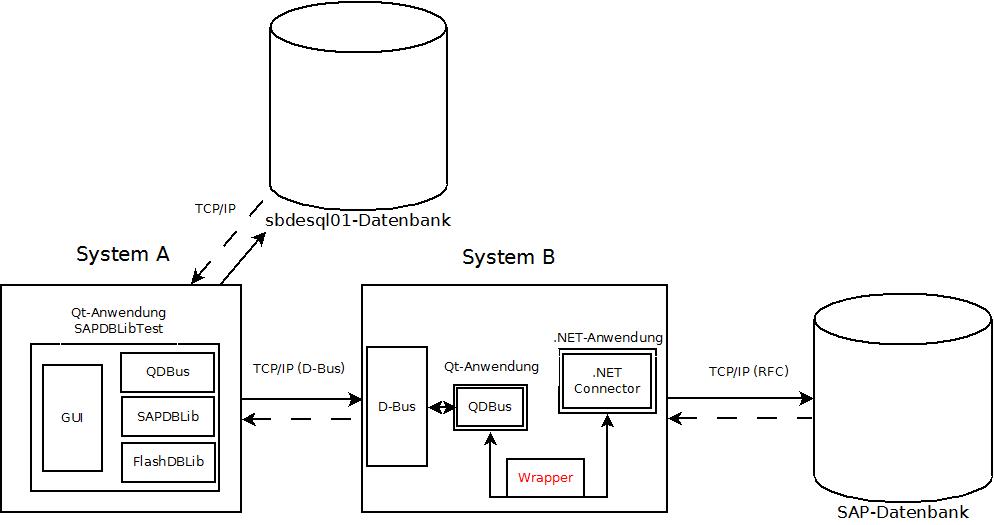 TCP/IP
sbdesql01-Datenbank
System A
System B
Qt-Anwendung
SAPDBLibTest
GUI
QDBus
SAPDBLib
FlashDBLib
TCP/IP (D-Bus)
D-Bus
Qt-Anwendung
QDBus
Wrapper
.NET-Anwendung
.NET
Connector
TCP/IP (RFC)
SAP-Datenbank